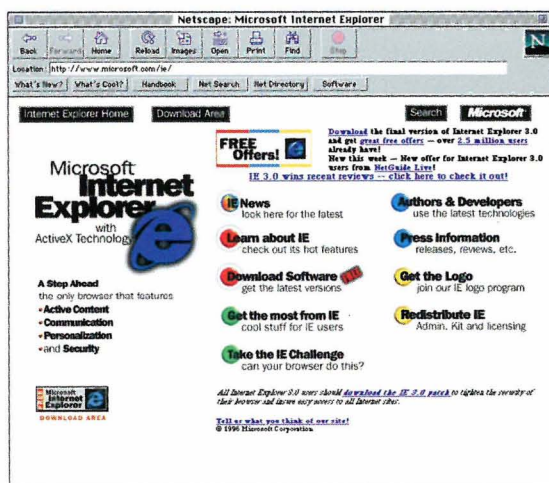 Netscape: Microsoft Internet Explorer
Back Forward Home Reload Images Open Print Find Stop
N
Location: http://www.microsoft.com/ie/
What's New? What's Cool? Handbook Net Search Net Directory Software
Internet Explorer Home Download Area Search Microsoft
FREE
Offers!
Download the final version of Internet Explorer 3.0
and get great free offers — over 2.5 million users
already have!
New this week — New offer for Internet Explorer 3.0
users from NetGuide Live!
IE 3.0 wins recent reviews -- click here to check it out!
Microsoft
Internet
Explorer
with
ActiveX Technology
A Step Ahead
the only browser that features
Active Content
Communication
Personalization
and Security
Microsoft
Internet
Explorer
DOWNLOAD AREA
IE News
look here for the latest
Learn about IE
check out its hot features
Download Software
get the latest versions
Get the most from IE
cool stuff for IE users
Take the IE Challenge
can your browser do this?
Authors & Developers
use the latest technologies
Press Information
releases, reviews, etc.
Get the Logo
join our IE logo program
Redistribute IE
Admin. Kit and licensing
All Internet Explorer 3.0 users should download the IE 3.0 patch to tighten the security of
their browser and insure easy access to all Internet sites.
Tell us what you think of our site!
© 1996 Microsoft Corporation